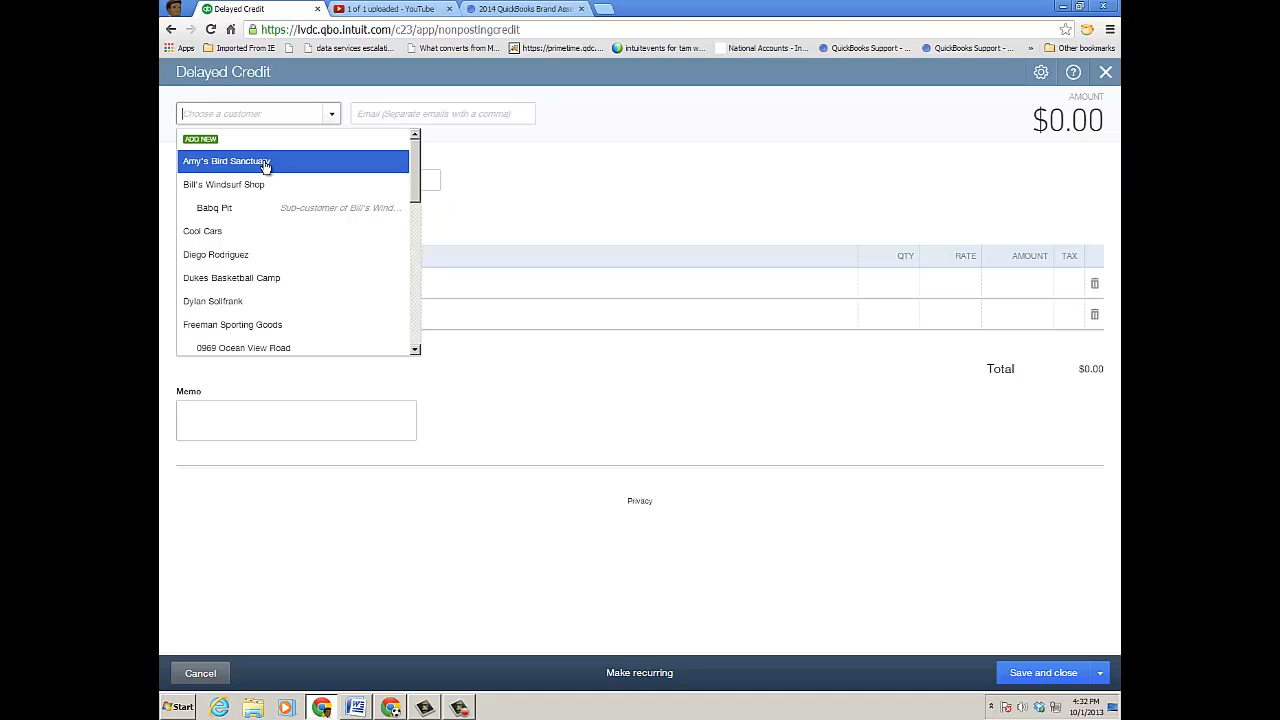 Delayed Credit
1 of 1 uploaded - YouTube
2014 QuickBooks Brand Asse
https://lvdc.qbo.intuit.com/c23/app/nonpostingcredit
Apps
Imported From IE
data services escalati...
What converts from M...
https://primetime.qdc....
intuitevents for tam w...
National Accounts - In...
QuickBooks Support - ...
QuickBooks Support - ...
»
Other bookmarks
Delayed Credit
Choose a customer
Email (Separate emails with a comma)
AMOUNT
$0.00
ADD NEW
Amy's Bird Sanctuary
Bill's Windsurf Shop
Babq Pit Sub-customer of Bill's Wind...
Cool Cars
Diego Rodriguez
Dukes Basketball Camp
Dylan Sollfrank
Freeman Sporting Goods
0969 Ocean View Road
QTY RATE AMOUNT TAX
Total $0.00
Memo
Privacy
Cancel
Make recurring
Save and close
Start
4:32 PM
10/1/2013